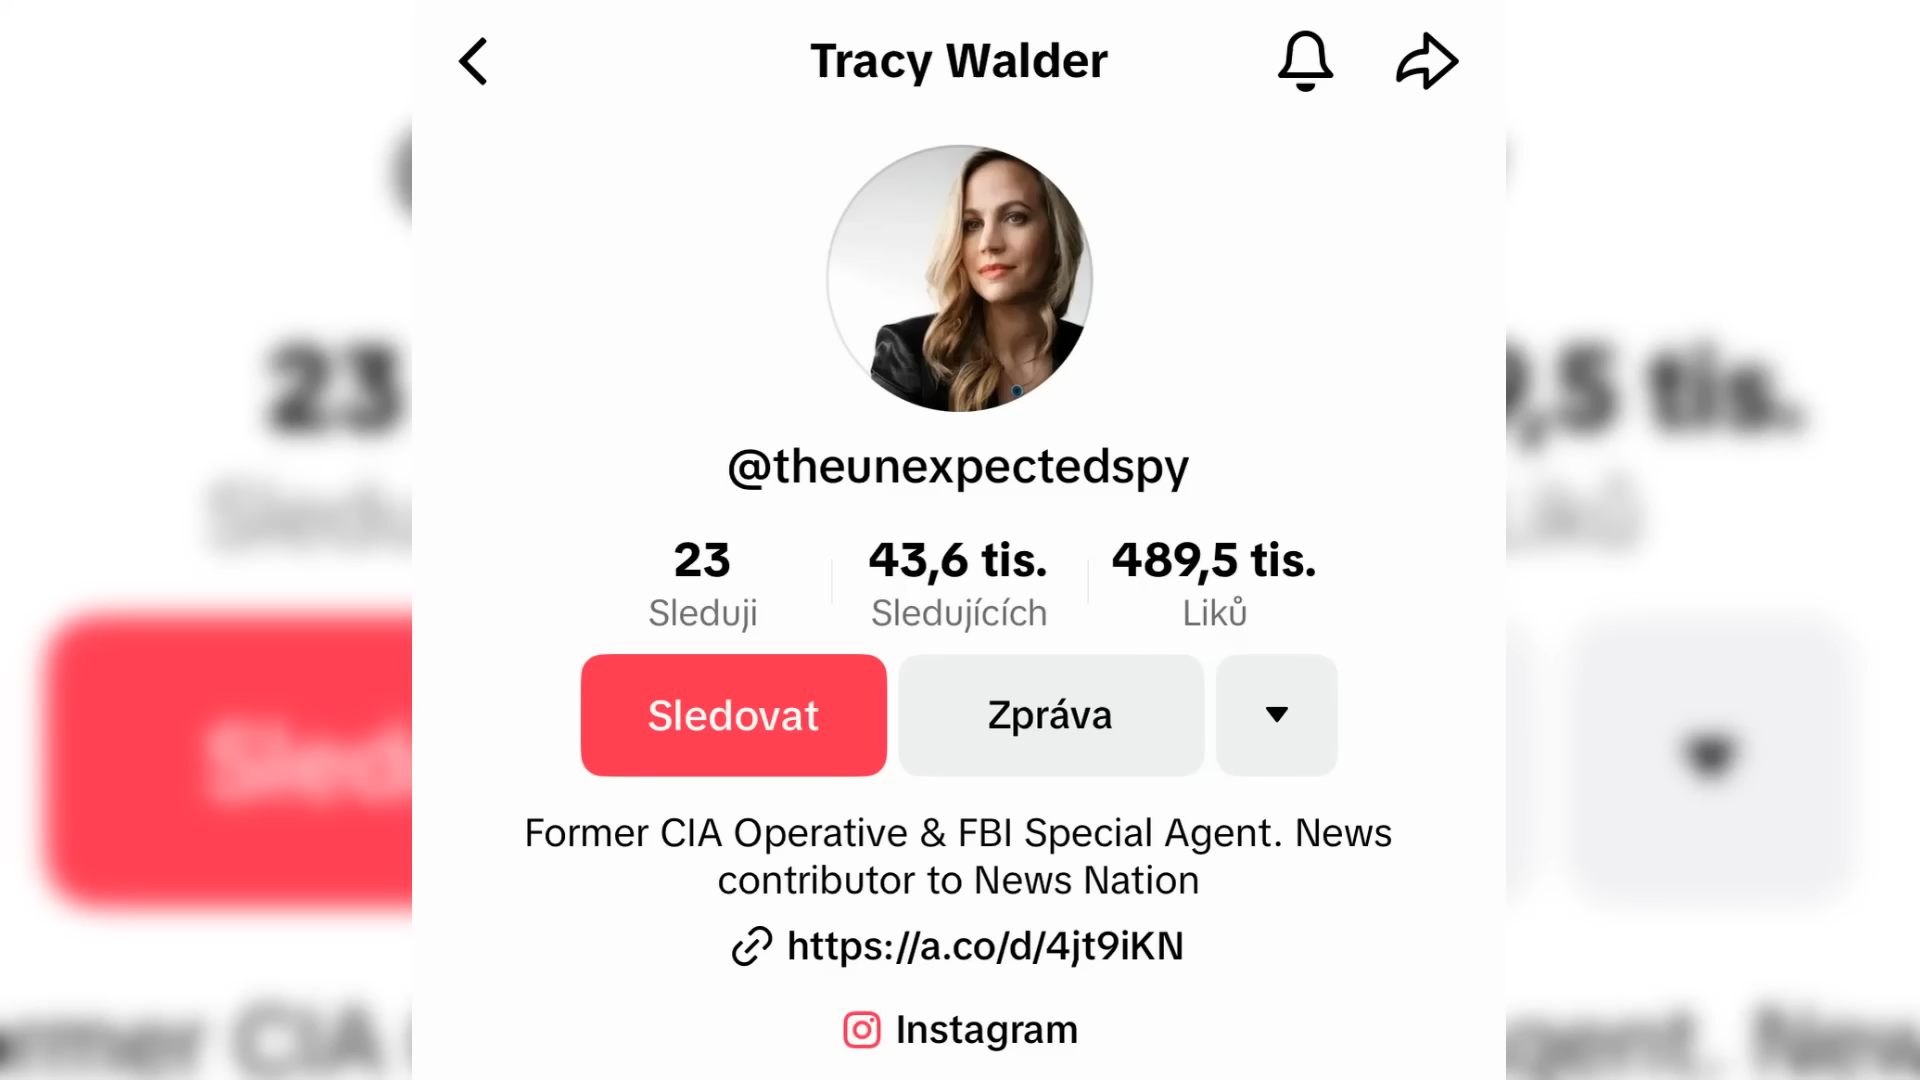 Tracy Walder
@theunexpectedspy
23 43,6 tis. 489,5 tis.
Sleduji Sledujících Liků
Sledovat Zpráva
Former CIA Operative & FBI Special Agent. News
contributor to News Nation
https://a.co/d/4jt9iKN
Instagram